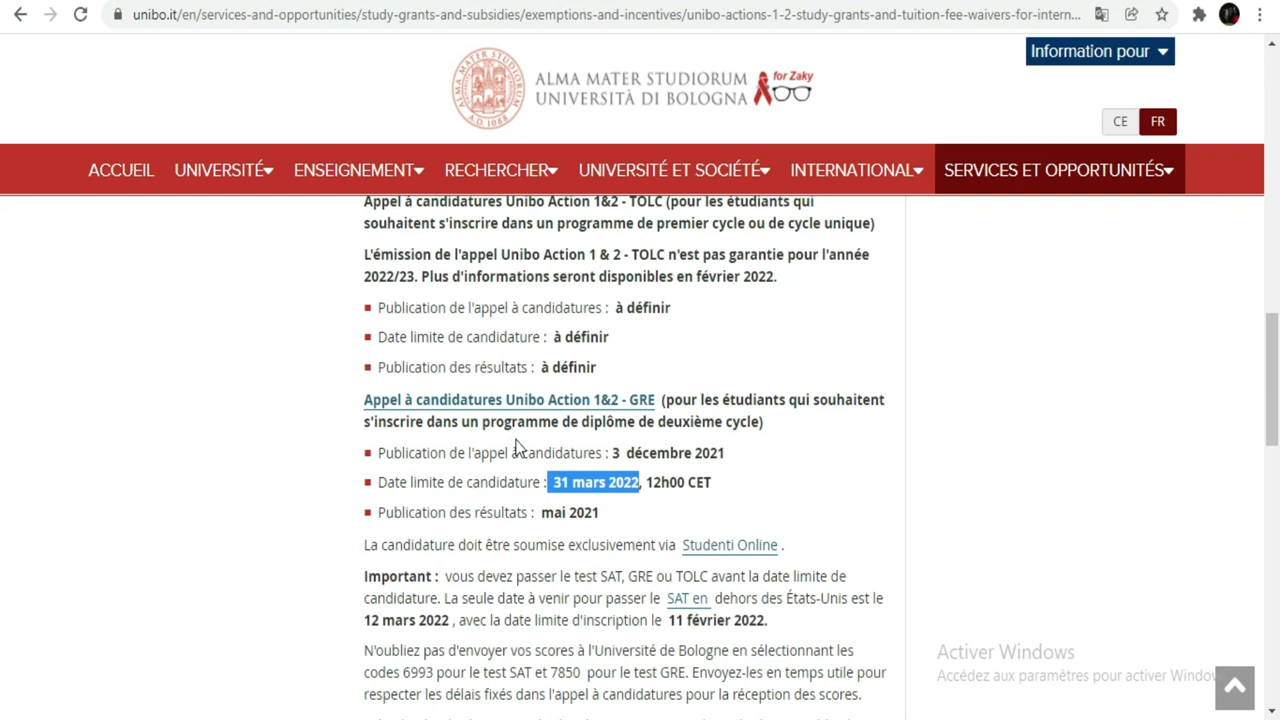 unibo.it/en/services-and-opportunities/study-grants-and-subsidies/exemptions-and-incentives/unibo-actions-1-2-study-grants-and-tuition-fee-waivers-for-intern...
Information pour
ALMA MATER STUDIORUM
UNIVERSITÀ DI BOLOGNA
for Zaky
CE FR
ACCUEIL UNIVERSITÉ ENSEIGNEMENT RECHERCHER UNIVERSITÉ ET SOCIÉTÉ INTERNATIONAL SERVICES ET OPPORTUNITÉS
Appel à candidatures Unibo Action 1&2 - TOLC (pour les étudiants qui
souhaitent s'inscrire dans un programme de premier cycle ou de cycle unique)
L'émission de l'appel Unibo Action 1 & 2 - TOLC n'est pas garantie pour l'année
2022/23. Plus d'informations seront disponibles en février 2022.
Publication de l'appel à candidatures : à définir
Date limite de candidature : à définir
Publication des résultats : à définir
Appel à candidatures Unibo Action 1&2 - GRE (pour les étudiants qui souhaitent
s'inscrire dans un programme de diplôme de deuxième cycle)
Publication de l'appel à candidatures : 3 décembre 2021
Date limite de candidature : 31 mars 2022, 12h00 CET
Publication des résultats : mai 2021
La candidature doit être soumise exclusivement via Studenti Online .
Important : vous devez passer le test SAT, GRE ou TOLC avant la date limite de
candidature. La seule date à venir pour passer le SAT en dehors des États-Unis est le
12 mars 2022 , avec la date limite d'inscription le 11 février 2022.
N'oubliez pas d'envoyer vos scores à l'Université de Bologne en sélectionnant les
codes 6993 pour le test SAT et 7850 pour le test GRE. Envoyez-les en temps utile pour
respecter les délais fixés dans l'appel à candidatures pour la réception des scores.
Activer Windows
Accédez aux paramètres pour activer